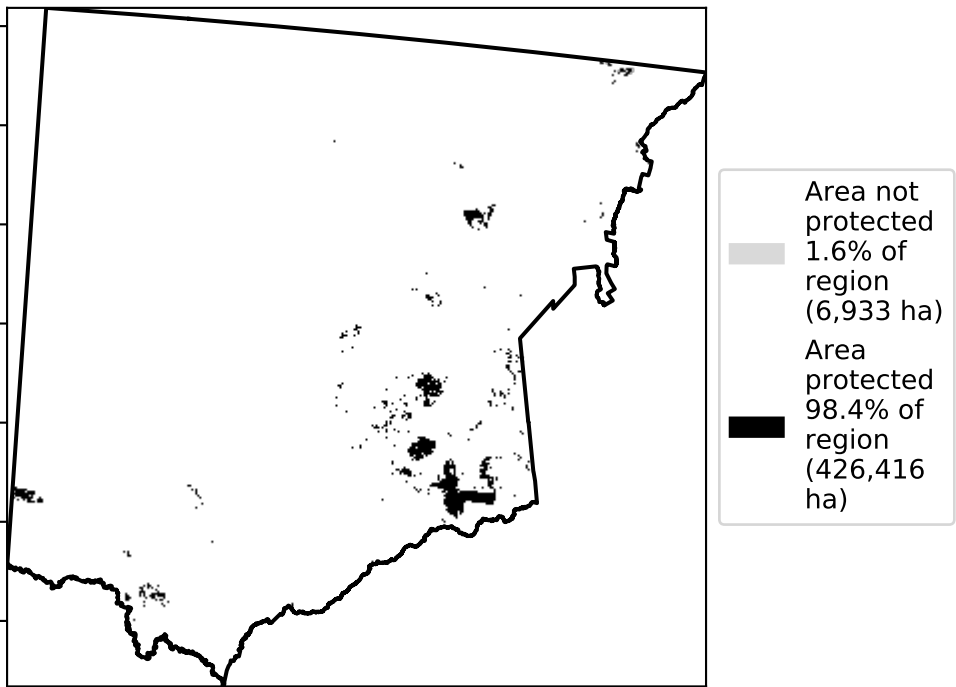 Area not
protected
1.6% of
region
(6,933 ha)
Area
protected
98.4% of
region
(426,416
ha)